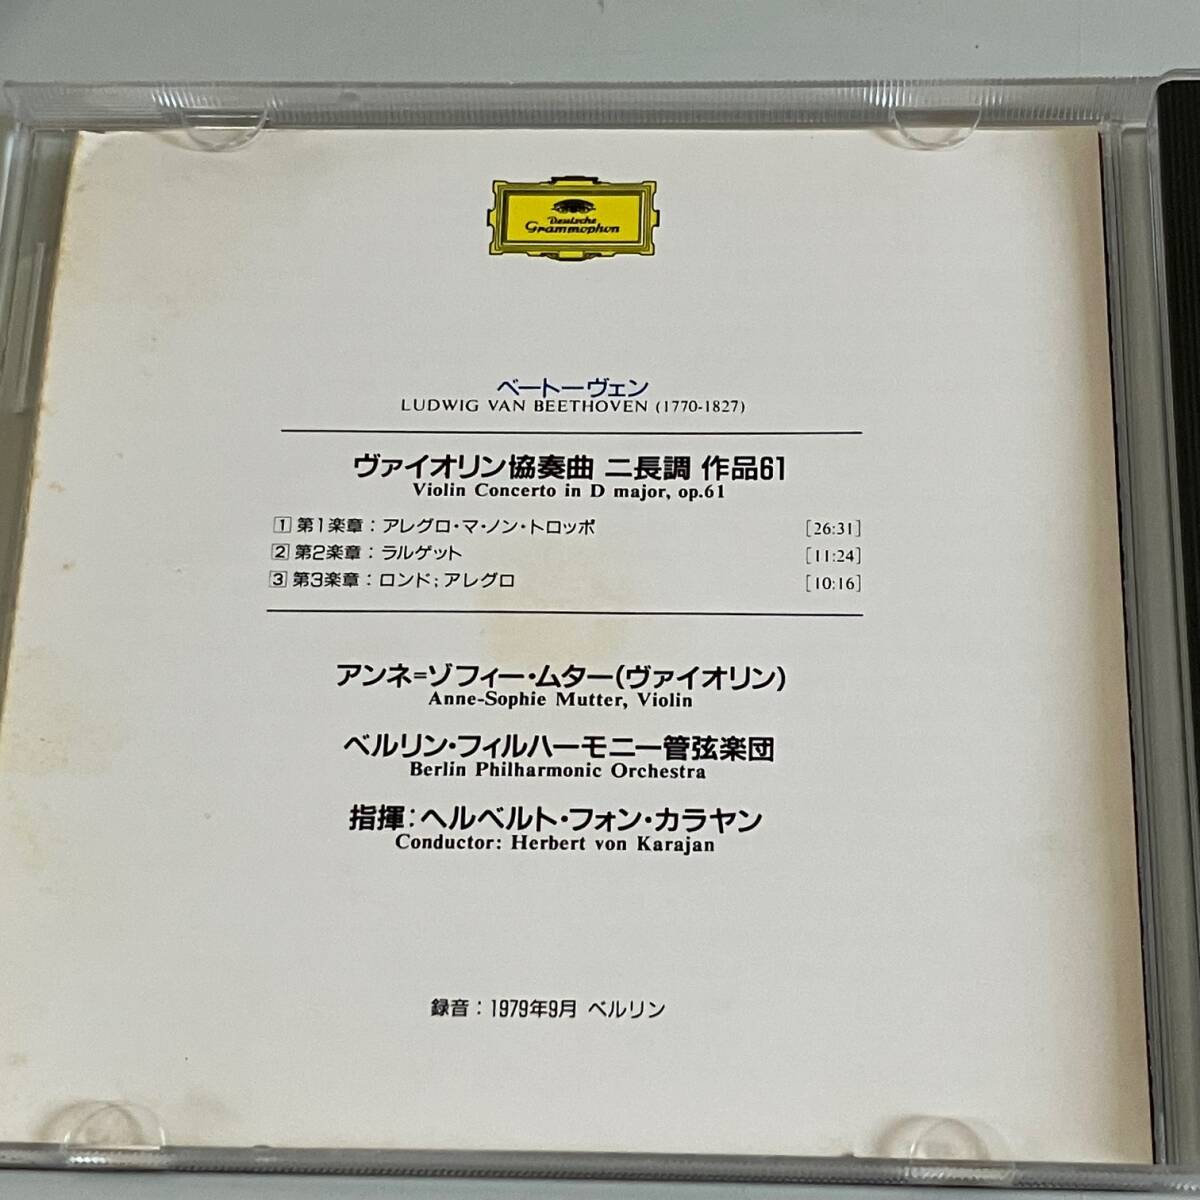 Deutsche
Grammophon
ベートーヴェン
LUDWIG VAN BEETHOVEN (1770-1827)
ヴァイオリン協奏曲 ニ長調 作品61
Violin Concerto in D major, op.61
1 第1楽章：アレグロ・マ・ノン・トロッポ [26:31]
2 第2楽章：ラルゲット [11:24]
3 第3楽章：ロンド；アレグロ [10:16]
アンネ=ゾフィー・ムター(ヴァイオリン)
Anne-Sophie Mutter, Violin
ベルリン・フィルハーモニー管弦楽団
Berlin Philharmonic Orchestra
指揮：ヘルベルト・フォン・カラヤン
Conductor: Herbert von Karajan
録音：1979年9月 ベルリン